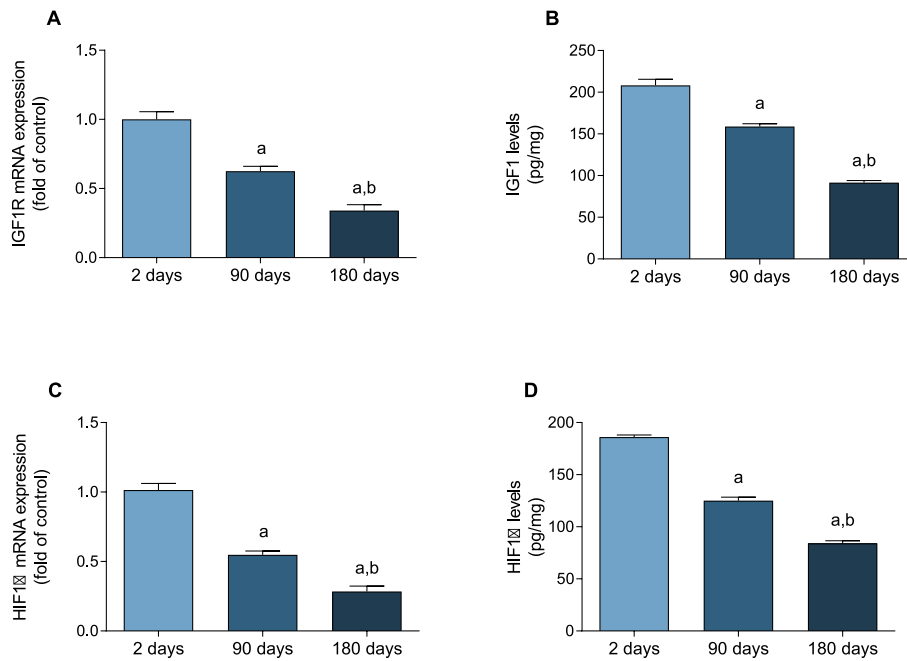 A
IGF1R mRNA expression
(fold of control)
1.5
1.0
0.5
0.0
a
a,b
2 days
90 days
180 days
B
IGF1 levels
(pg/mg)
250
200
150
100
50
0
a
a,b
2 days
90 days
180 days
C
HIF1☒ mRNA expression
(fold of control)
1.5
1.0
0.5
0.0
a
a,b
2 days
90 days
180 days
D
HIF1☒ levels
(pg/mg)
200
150
100
50
0
a
a,b
2 days
90 days
180 days